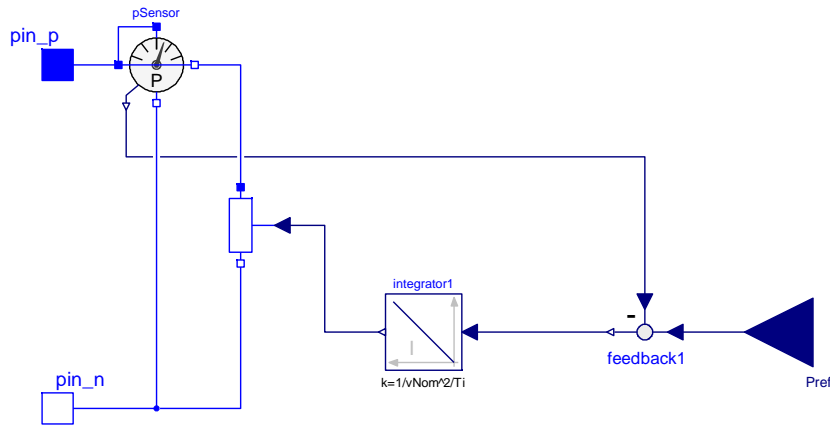 pSensor
pin_p
P
integrator1
I
-
feedback1
k=1/vNom^2/Ti
Pref
pin_n